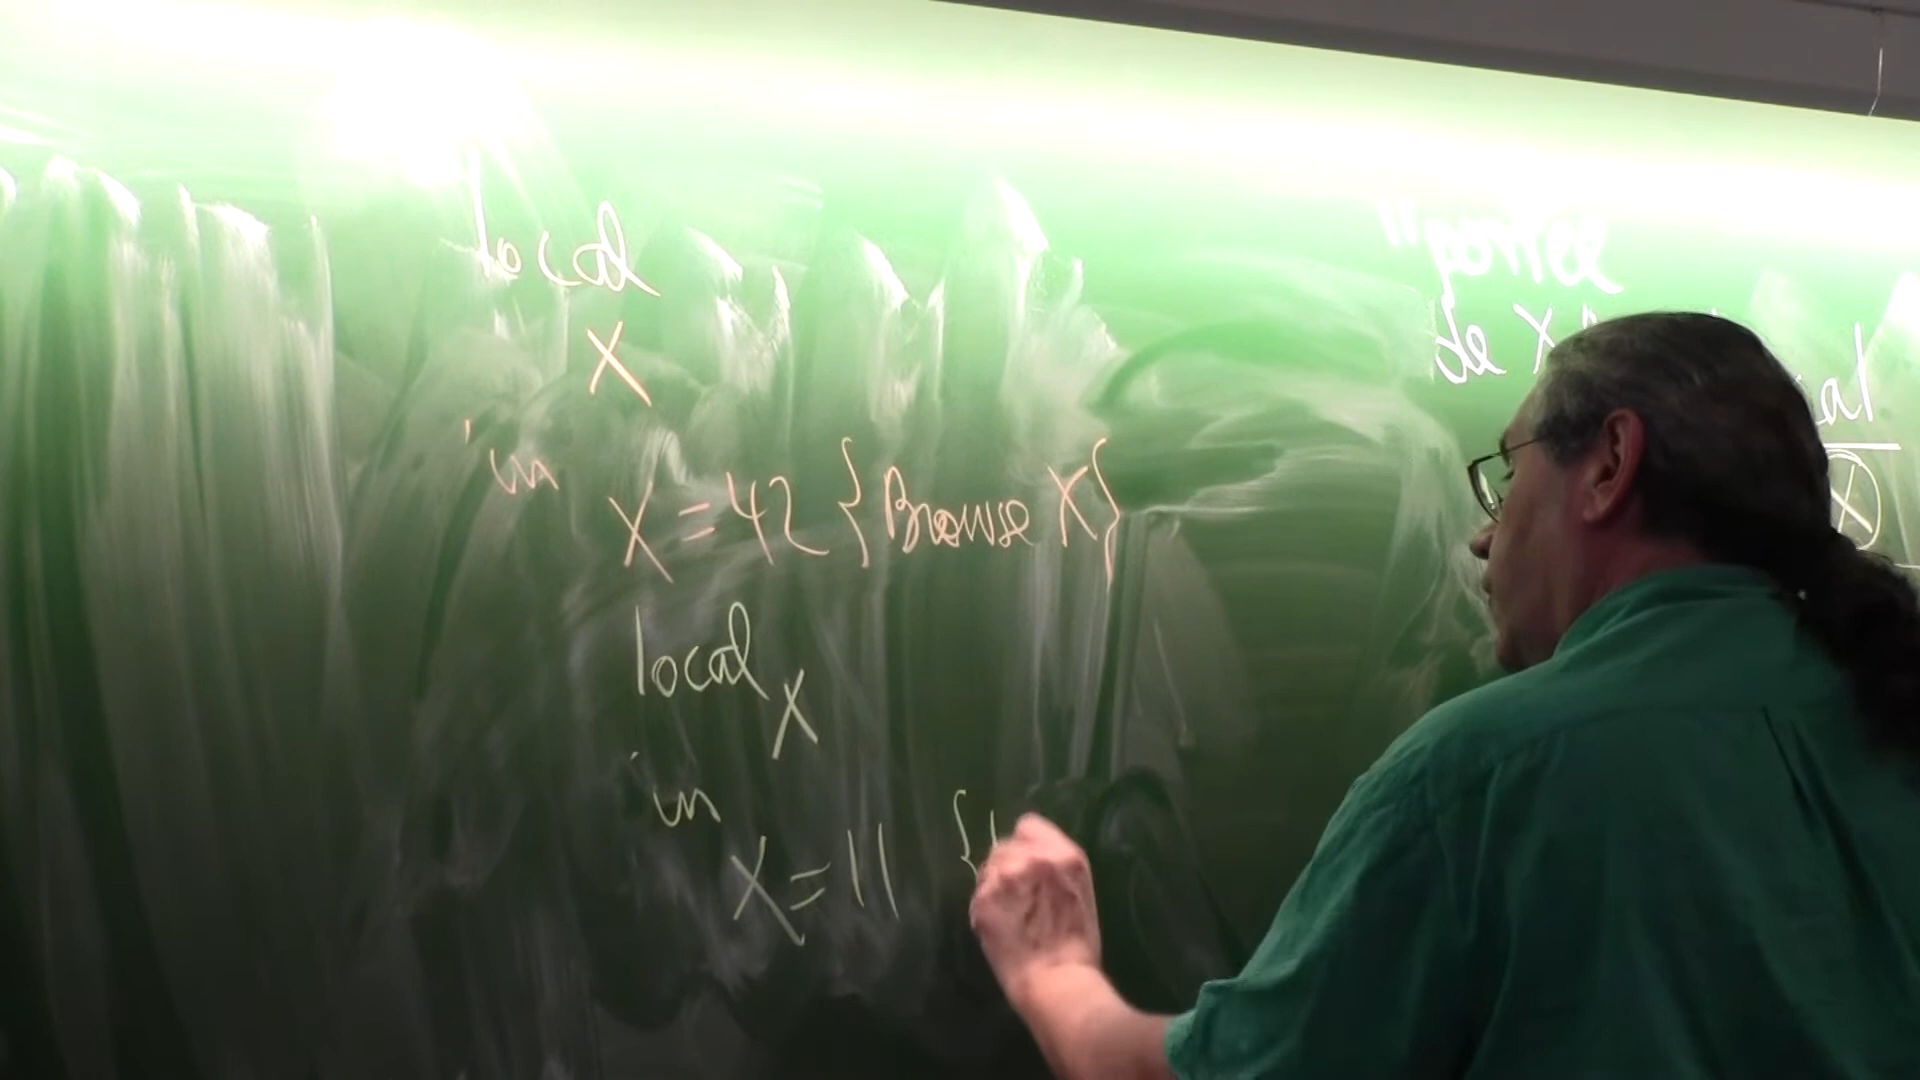 local
X
in
X = 42 {Browse X}
local
X
in
X = 11 {
"portée
de X"
X